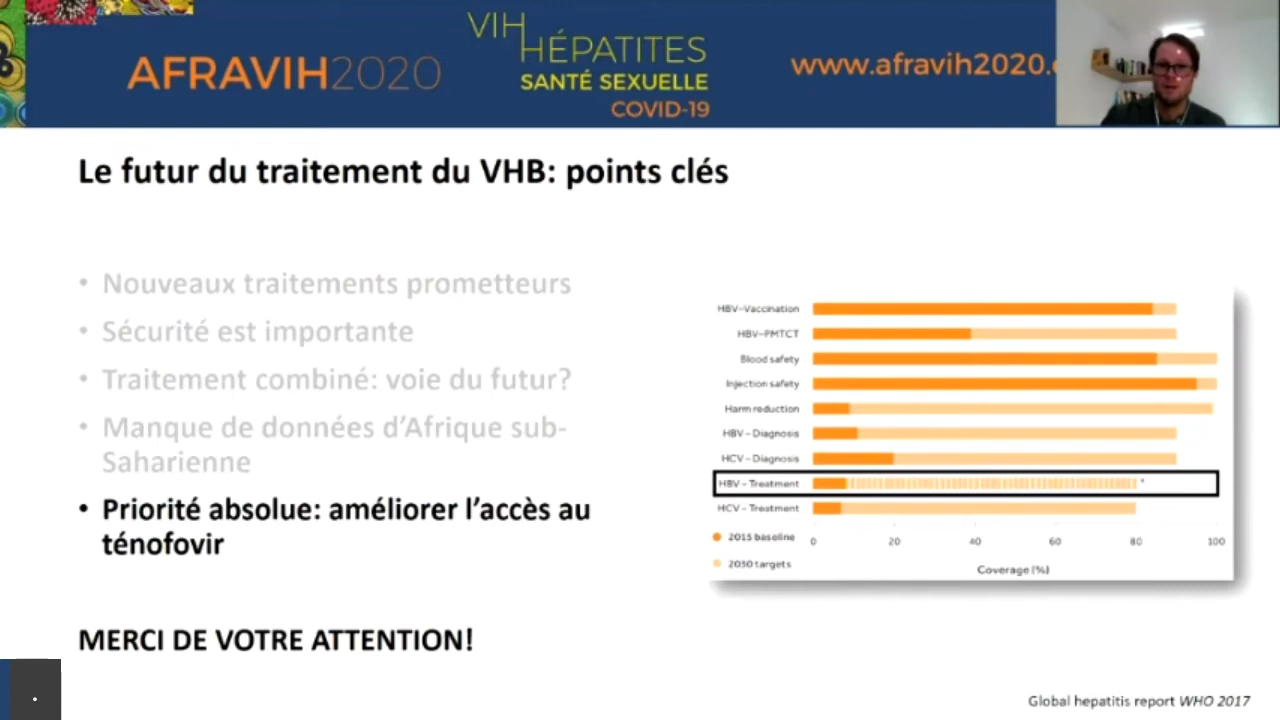 AFRAVIH2020
VIH
HÉPATITES
SANTÉ SEXUELLE
COVID-19
www.afravih2020.
Le futur du traitement du VHB: points clés
• Nouveaux traitements prometteurs
• Sécurité est importante
• Traitement combiné: voie du futur?
• Manque de données d’Afrique sub-
Saharienne
• Priorité absolue: améliorer l’accès au
ténofovir
MERCI DE VOTRE ATTENTION!
HBV–Vaccination
HBV–PMTCT
Blood safety
Injection safety
Harm reduction
HBV – Diagnosis
HCV – Diagnosis
HBV – Treatment *
HCV – Treatment
0 20 40 60 80 100
Coverage (%)
2015 baseline
2030 targets
Global hepatitis report WHO 2017